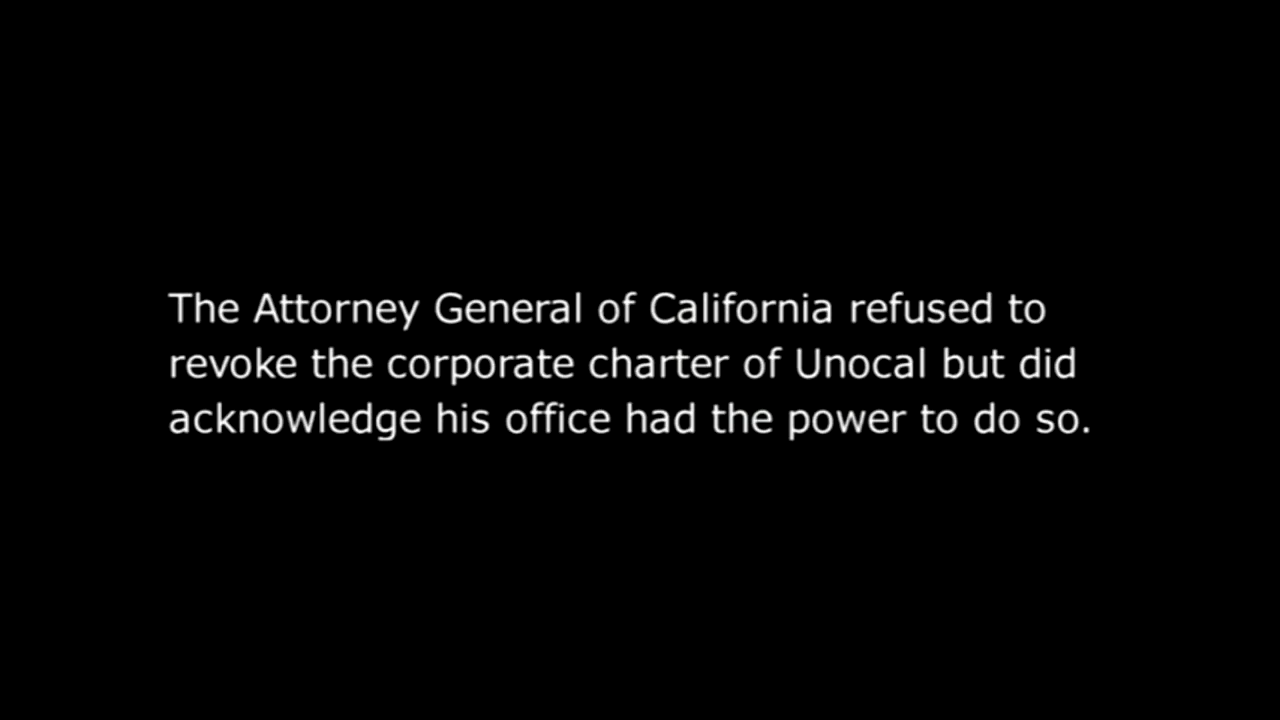 The Attorney General of California refused to
revoke the corporate charter of Unocal but did
acknowledge his office had the power to do so.